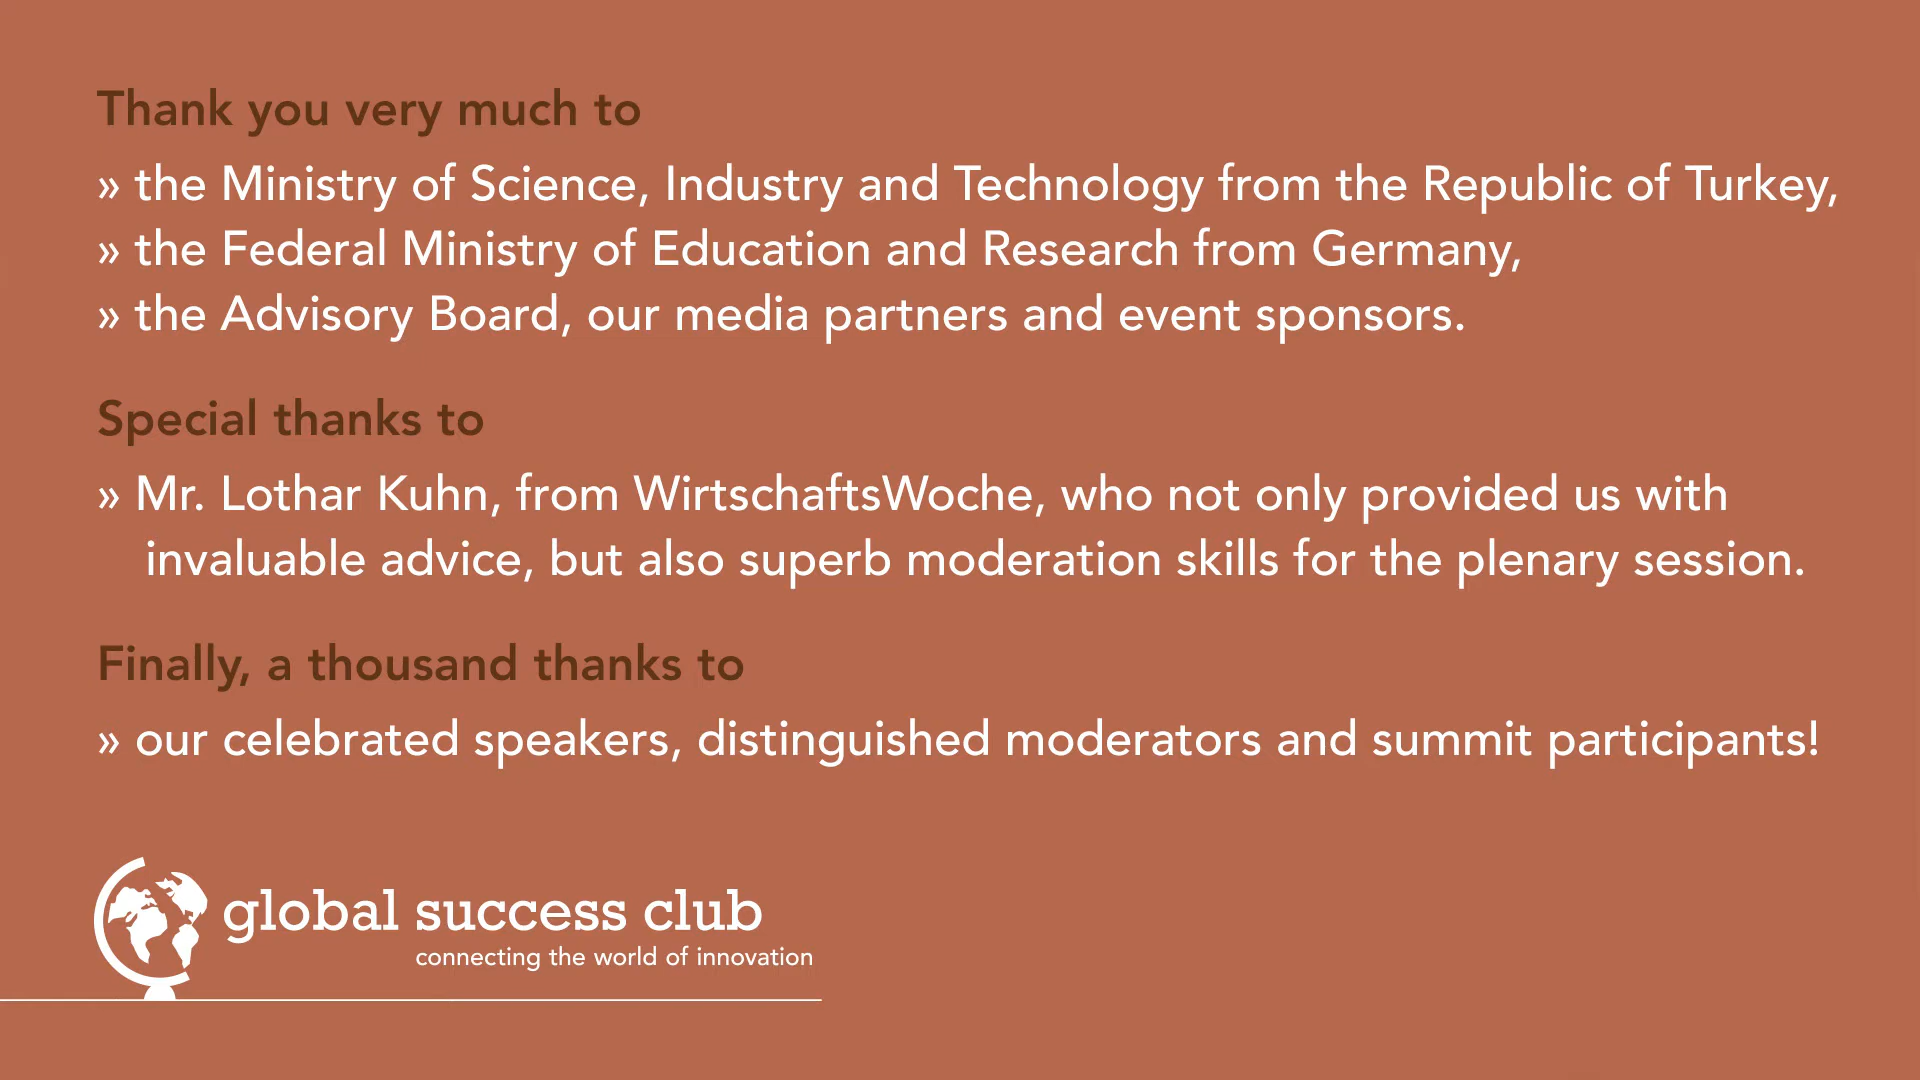 Thank you very much to
» the Ministry of Science, Industry and Technology from the Republic of Turkey,
» the Federal Ministry of Education and Research from Germany,
» the Advisory Board, our media partners and event sponsors.
Special thanks to
» Mr. Lothar Kuhn, from WirtschaftsWoche, who not only provided us with
invaluable advice, but also superb moderation skills for the plenary session.
Finally, a thousand thanks to
» our celebrated speakers, distinguished moderators and summit participants!
global success club
connecting the world of innovation